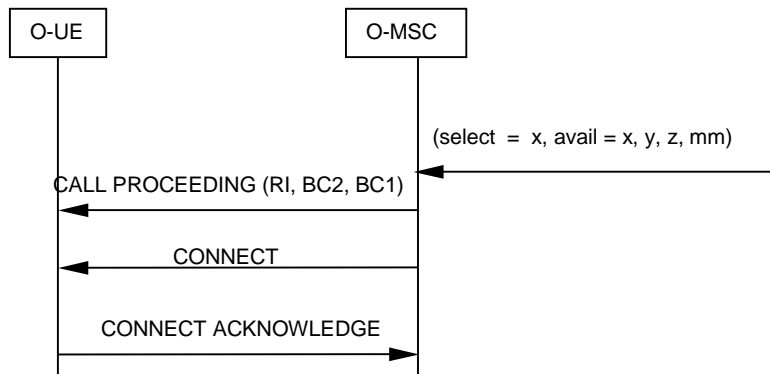 O-UE
O-MSC
(select = x, avail = x, y, z, mm)
CALL PROCEEDING (RI, BC2, BC1)
CONNECT
CONNECT ACKNOWLEDGE